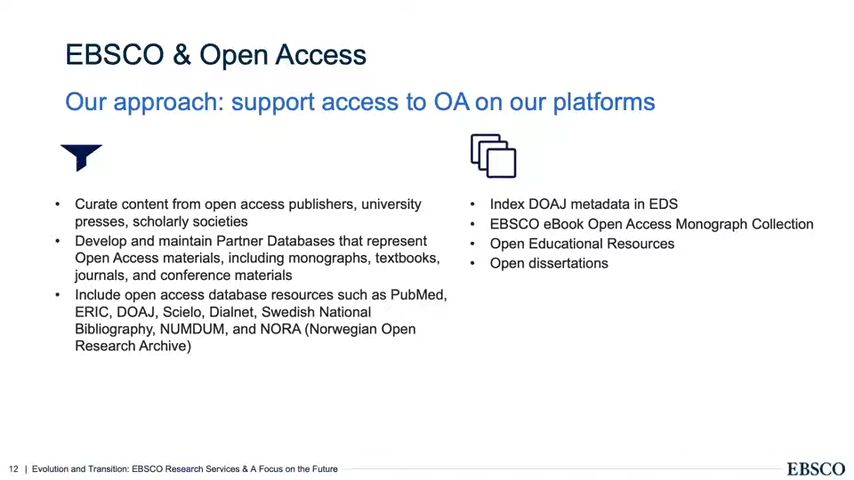 EBSCO & Open Access
Our approach: support access to OA on our platforms
• Curate content from open access publishers, university
presses, scholarly societies
• Develop and maintain Partner Databases that represent
Open Access materials, including monographs, textbooks,
journals, and conference materials
• Include open access database resources such as PubMed,
ERIC, DOAJ, Scielo, Dialnet, Swedish National
Bibliography, NUMDUM, and NORA (Norwegian Open
Research Archive)
• Index DOAJ metadata in EDS
• EBSCO eBook Open Access Monograph Collection
• Open Educational Resources
• Open dissertations
12 | Evolution and Transition: EBSCO Research Services & A Focus on the Future
EBSCO